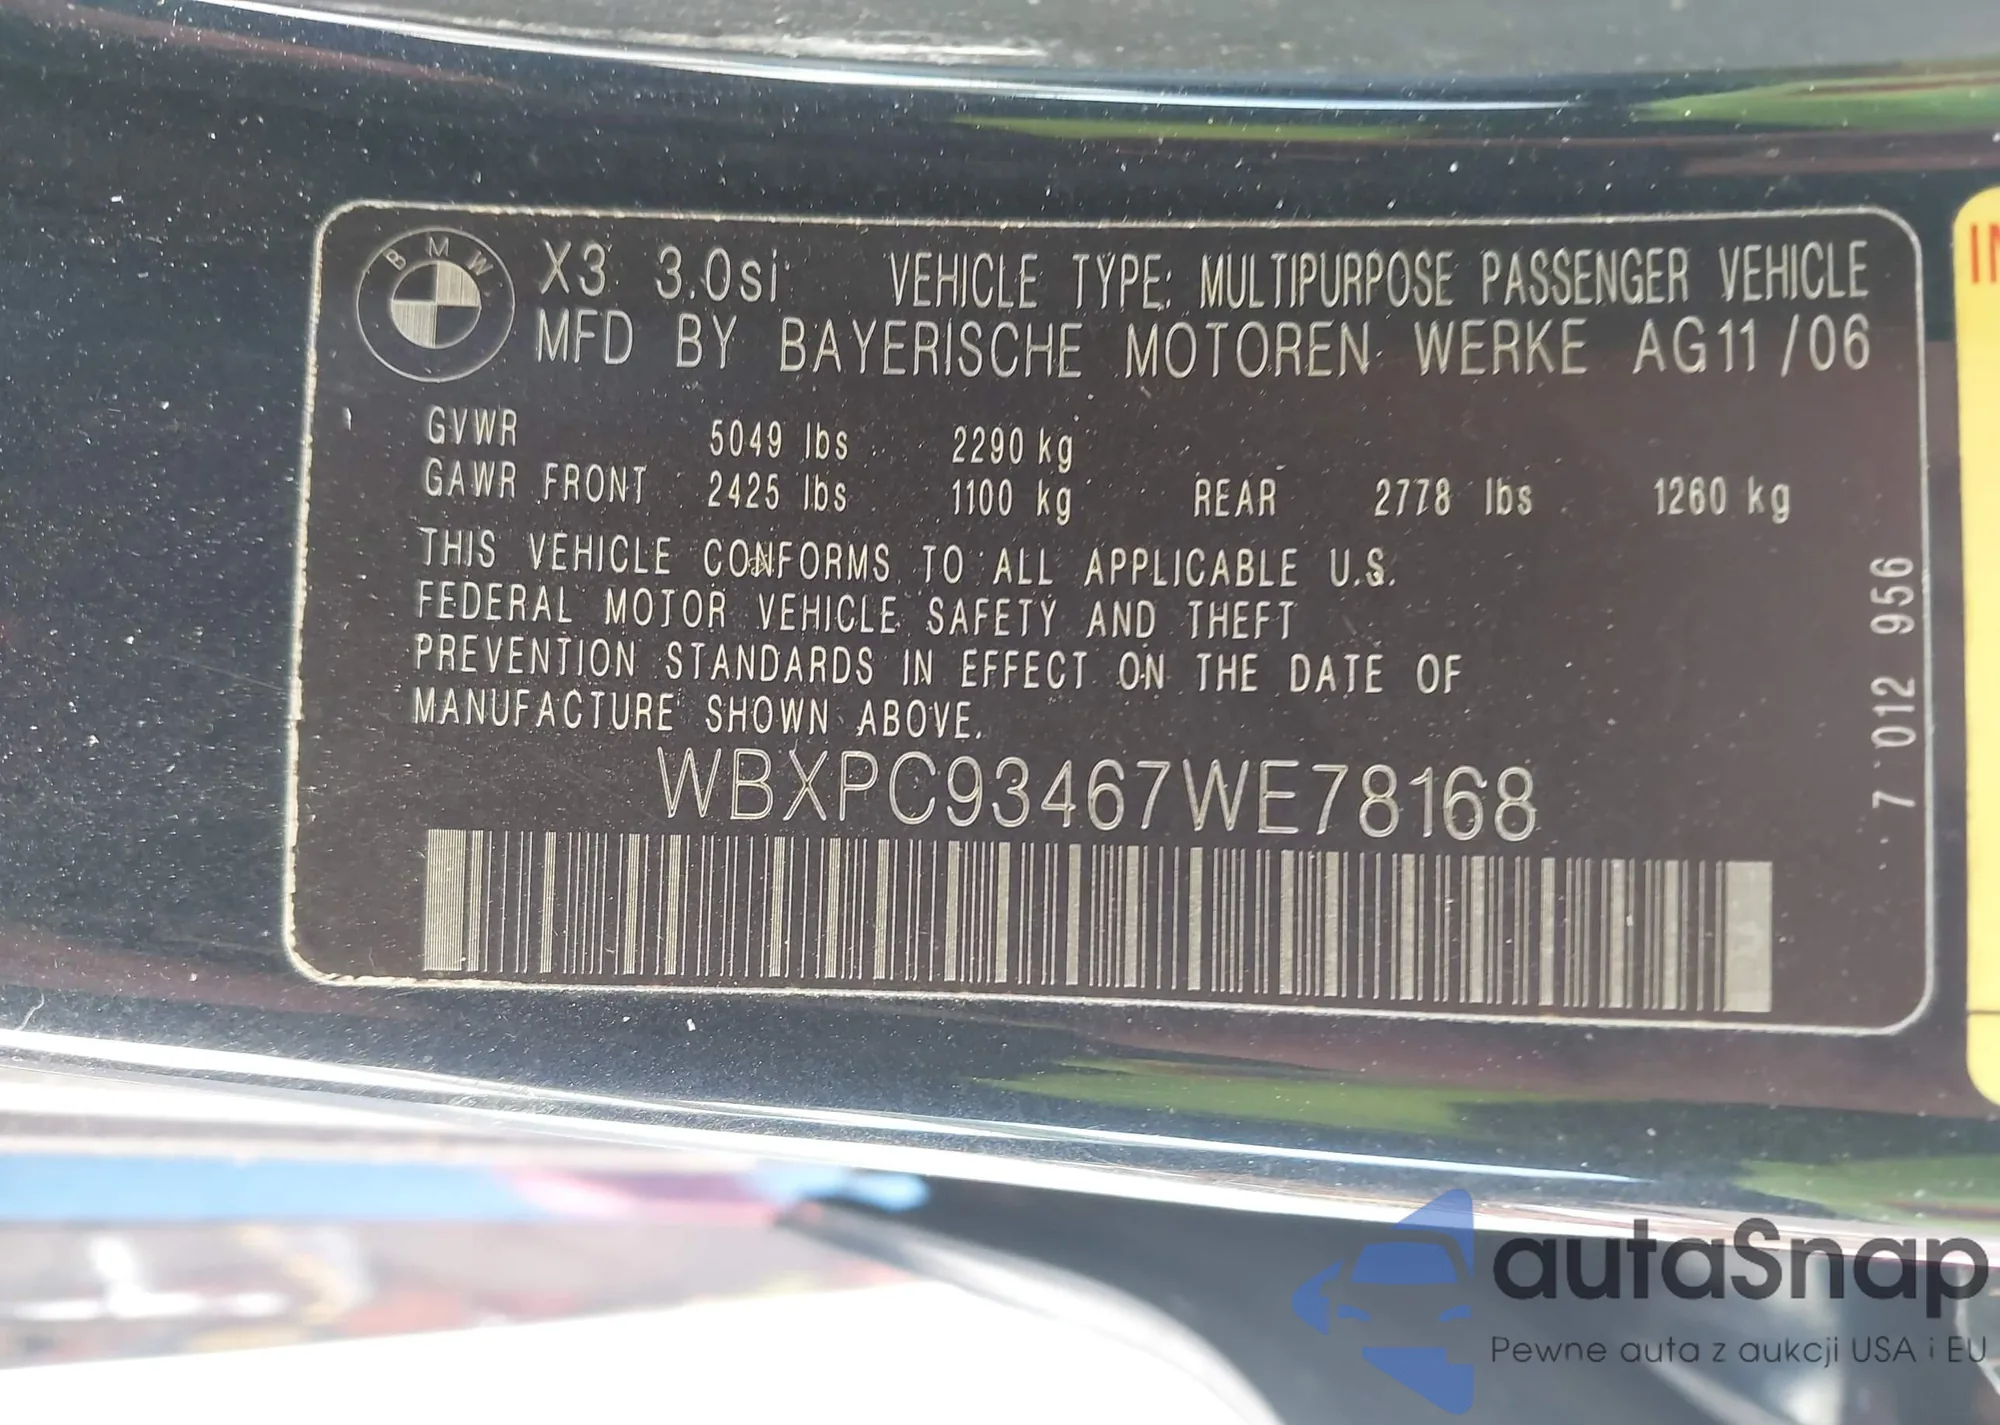 BMW
X3 3.0si VEHICLE TYPE: MULTIPURPOSE PASSENGER VEHICLE
MFD BY BAYERISCHE MOTOREN WERKE AG 11/06
GVWR 5049 lbs 2290 kg
GAWR FRONT 2425 lbs 1100 kg REAR 2778 lbs 1260 kg
THIS VEHICLE CONFORMS TO ALL APPLICABLE U.S.
FEDERAL MOTOR VEHICLE SAFETY AND THEFT
PREVENTION STANDARDS IN EFFECT ON THE DATE OF
MANUFACTURE SHOWN ABOVE.
WBXPC93467WE78168
7 012 956
autaSnap
Pewne auta z aukcji USA i EU